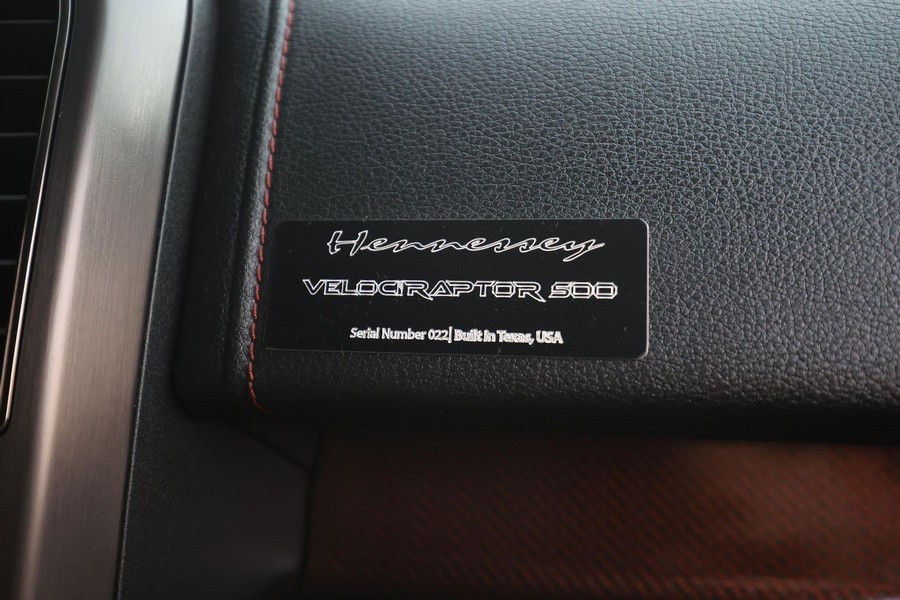 Hennessey
VELOCIRAPTOR 500
Serial Number 022| Built in Texas, USA